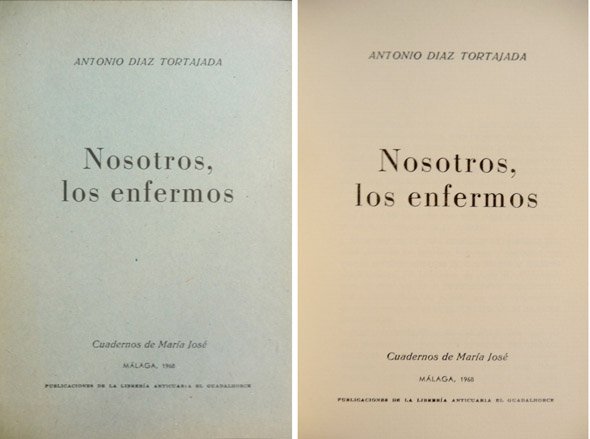 ANTONIO DIAZ TORTAJADA
Nosotros,
los enfermos
Cuadernos de María José
MÁLAGA, 1968
PUBLICACIONES DE LA LIBRERÍA ANTICUARIA EL GUADALHORCE
ANTONIO DIAZ TORTAJADA
Nosotros,
los enfermos
Cuadernos de María José
MÁLAGA, 1968
PUBLICACIONES DE LA LIBRERÍA ANTICUARIA EL GUADALHORCE